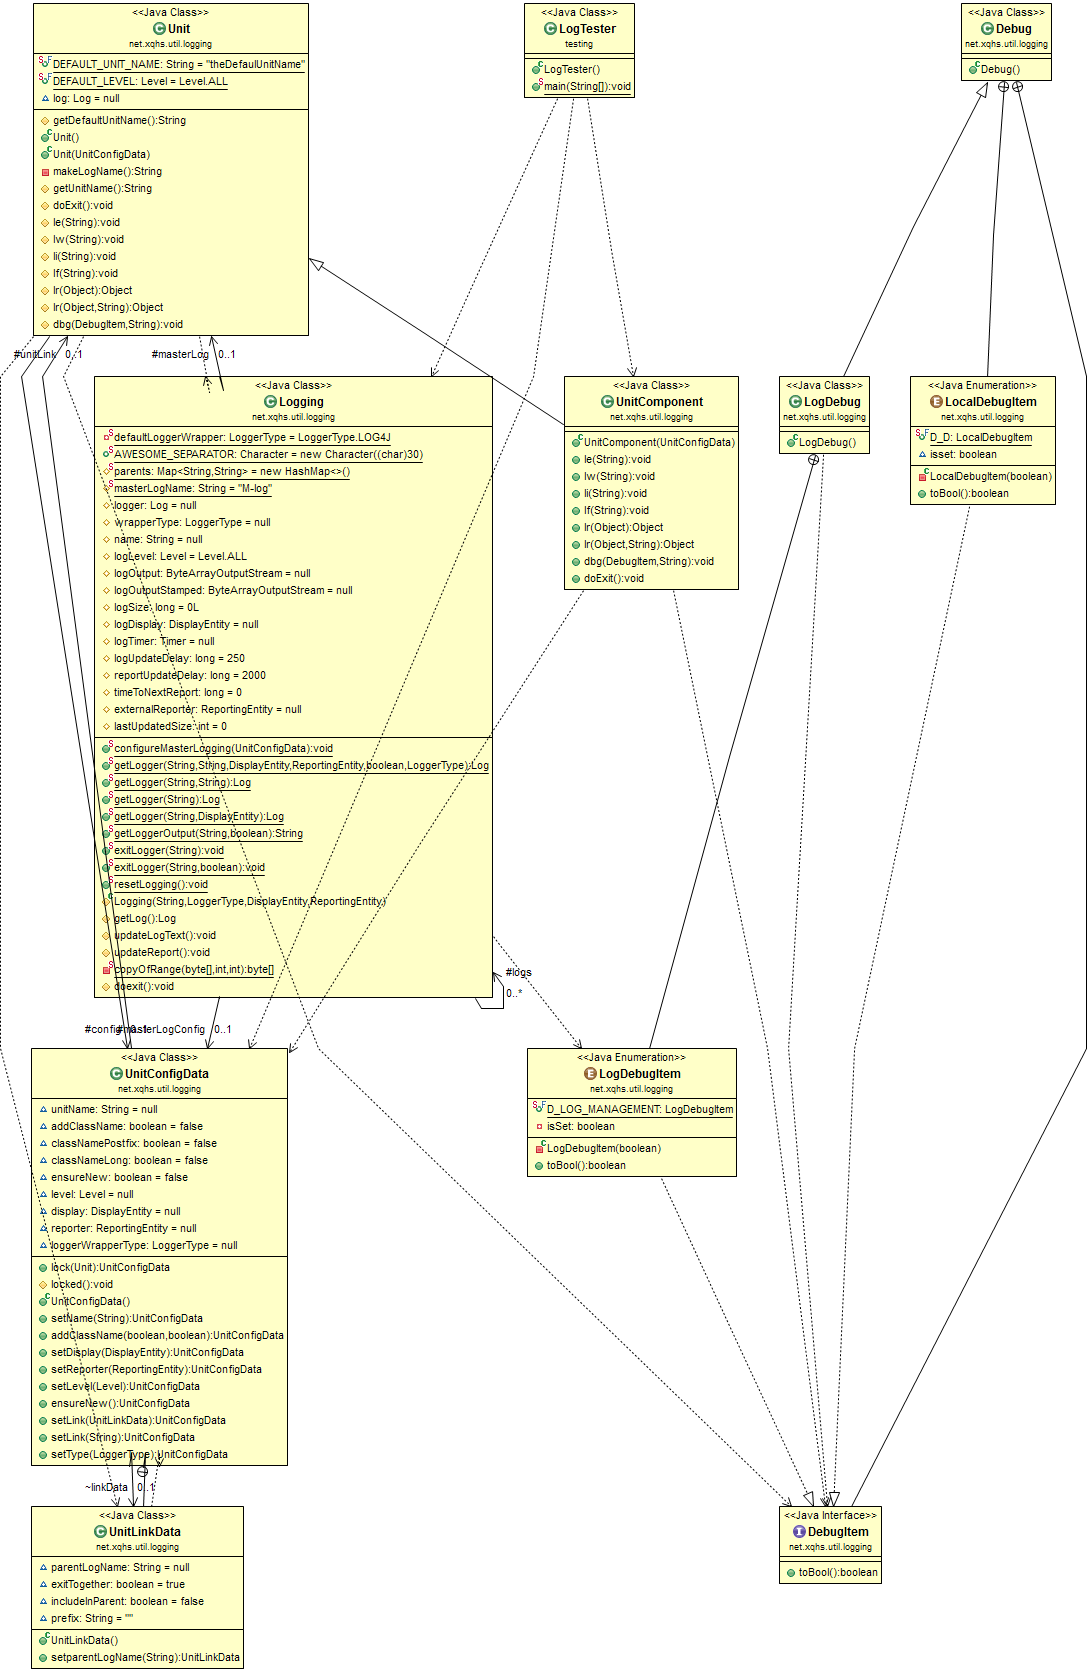 <<Java Class>>
Unit
net.xqhs.util.logging
DEFAULT_UNIT_NAME: String = "theDefaulUnitName"
DEFAULT_LEVEL: Level = Level.ALL
log: Log = null
getDefaultUnitName():String
Unit()
Unit(UnitConfigData)
makeLogName():String
getUnitName():String
doExit():void
le(String):void
lw(String):void
li(String):void
lf(String):void
lr(Object):Object
lr(Object,String):Object
dbg(DebugItem,String):void
<<Java Class>>
LogTester
testing
LogTester()
main(String[]):void
<<Java Class>>
Debug
net.xqhs.util.logging
Debug()
#unitLink 0..1
#masterLog 0..1
<<Java Class>>
Logging
net.xqhs.util.logging
defaultLoggerWrapper: LoggerType = LoggerType.LOG4J
AWESOME_SEPARATOR: Character = new Character((char)30)
parents: Map<String,String> = new HashMap<>()
masterLogName: String = "M-log"
logger: Log = null
wrapperType: LoggerType = null
name: String = null
logLevel: Level = Level.ALL
logOutput: ByteArrayOutputStream = null
logOutputStamped: ByteArrayOutputStream = null
logSize: long = 0L
logDisplay: DisplayEntity = null
logTimer: Timer = null
logUpdateDelay: long = 250
reportUpdateDelay: long = 2000
timeToNextReport: long = 0
externalReporter: ReportingEntity = null
lastUpdatedSize: int = 0
configureMasterLogging(UnitConfigData):void
getLogger(String,String,DisplayEntity,ReportingEntity,boolean,LoggerType):Log
getLogger(String,String):Log
getLogger(String):Log
getLogger(String,DisplayEntity):Log
getLoggerOutput(String,boolean):String
exitLogger(String):void
exitLogger(String,boolean):void
resetLogging():void
Logging(String,LoggerType,DisplayEntity,ReportingEntity)
getLog():Log
updateLogText():void
updateReport():void
copyOfRange(byte[],int,int):byte[]
doexit():void
<<Java Class>>
UnitComponent
net.xqhs.util.logging
UnitComponent(UnitConfigData)
le(String):void
lw(String):void
li(String):void
lf(String):void
lr(Object):Object
lr(Object,String):Object
dbg(DebugItem,String):void
doExit():void
<<Java Class>>
LogDebug
net.xqhs.util.logging
LogDebug()
<<Java Enumeration>>
LocalDebugItem
net.xqhs.util.logging
D_D: LocalDebugItem
isset: boolean
LocalDebugItem(boolean)
toBool():boolean
#logs
0..*
#config 0..1
#masterLogConfig 0..1
<<Java Class>>
UnitConfigData
net.xqhs.util.logging
unitName: String = null
addClassName: boolean = false
classNamePostfix: boolean = false
classNameLong: boolean = false
ensureNew: boolean = false
level: Level = null
display: DisplayEntity = null
reporter: ReportingEntity = null
loggerWrapperType: LoggerType = null
lock(Unit):UnitConfigData
locked():void
UnitConfigData()
setName(String):UnitConfigData
addClassName(boolean,boolean):UnitConfigData
setDisplay(DisplayEntity):UnitConfigData
setReporter(ReportingEntity):UnitConfigData
setLevel(Level):UnitConfigData
ensureNew():UnitConfigData
setLink(UnitLinkData):UnitConfigData
setLink(String):UnitConfigData
setType(LoggerType):UnitConfigData
<<Java Enumeration>>
LogDebugItem
net.xqhs.util.logging
D_LOG_MANAGEMENT: LogDebugItem
isSet: boolean
LogDebugItem(boolean)
toBool():boolean
~linkData 0..1
<<Java Class>>
UnitLinkData
net.xqhs.util.logging
parentLogName: String = null
exitTogether: boolean = true
includeInParent: boolean = false
prefix: String = ""
UnitLinkData()
setparentLogName(String):UnitLinkData
<<Java Interface>>
DebugItem
net.xqhs.util.logging
toBool():boolean